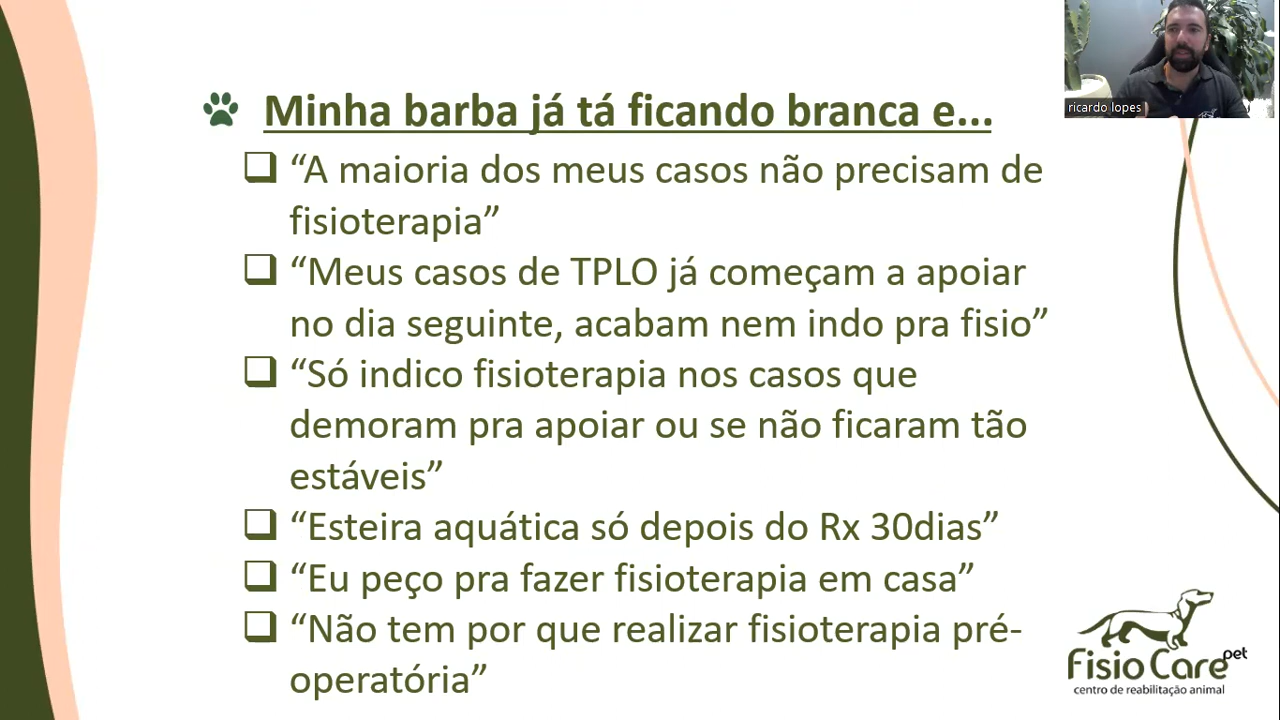 Minha barba já tá ficando branca e...
“A maioria dos meus casos não precisam de
fisioterapia”
“Meus casos de TPLO já começam a apoiar
no dia seguinte, acabam nem indo pra fisio”
“Só indico fisioterapia nos casos que
demoram pra apoiar ou se não ficaram tão
estáveis”
“Esteira aquática só depois do Rx 30dias”
“Eu peço pra fazer fisioterapia em casa”
“Não tem por que realizar fisioterapia pré-
operatória”
ricardo lopes
Fisio Care pet
centro de reabilitação animal